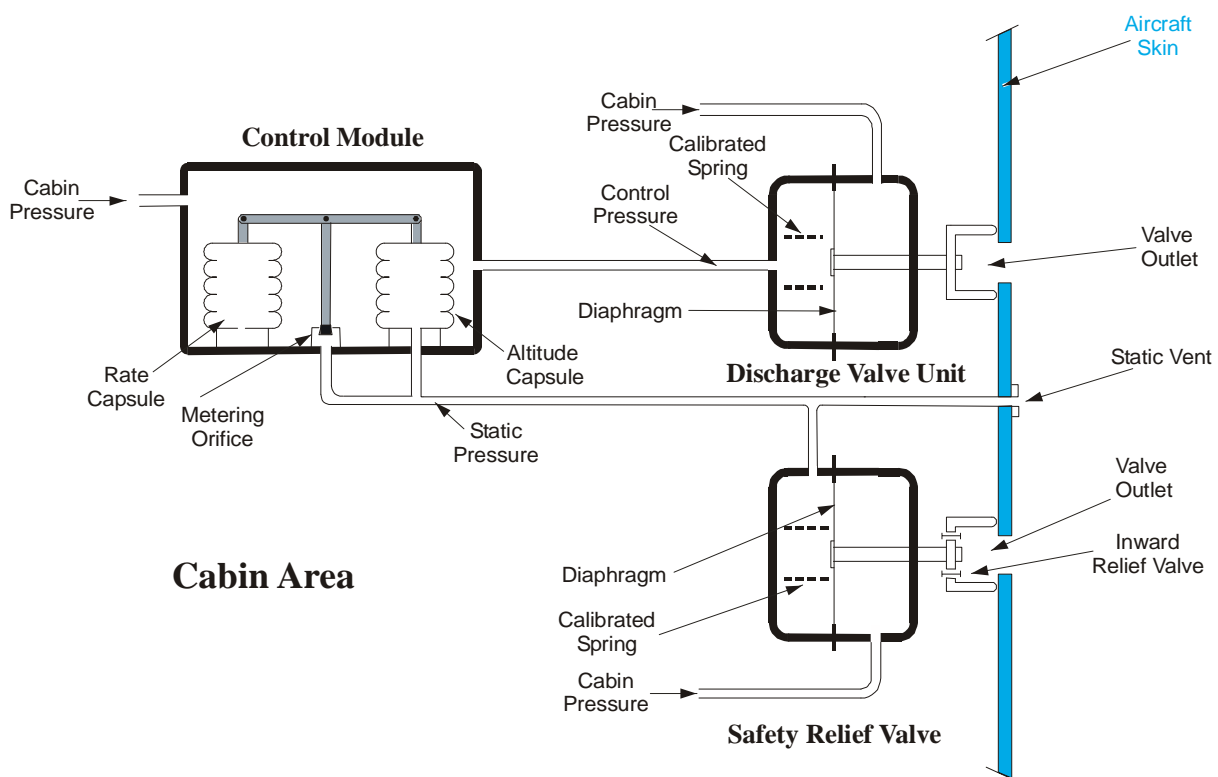 Aircraft
Skin
Cabin
Pressure
Control Module
Calibrated
Spring
Cabin
Pressure
Control
Pressure
Valve
Outlet
Diaphragm
Rate
Capsule
Altitude
Capsule
Discharge Valve Unit
Static Vent
Metering
Orifice
Static
Pressure
Valve
Outlet
Inward
Relief Valve
Cabin Area
Diaphragm
Calibrated
Spring
Cabin
Pressure
Safety Relief Valve